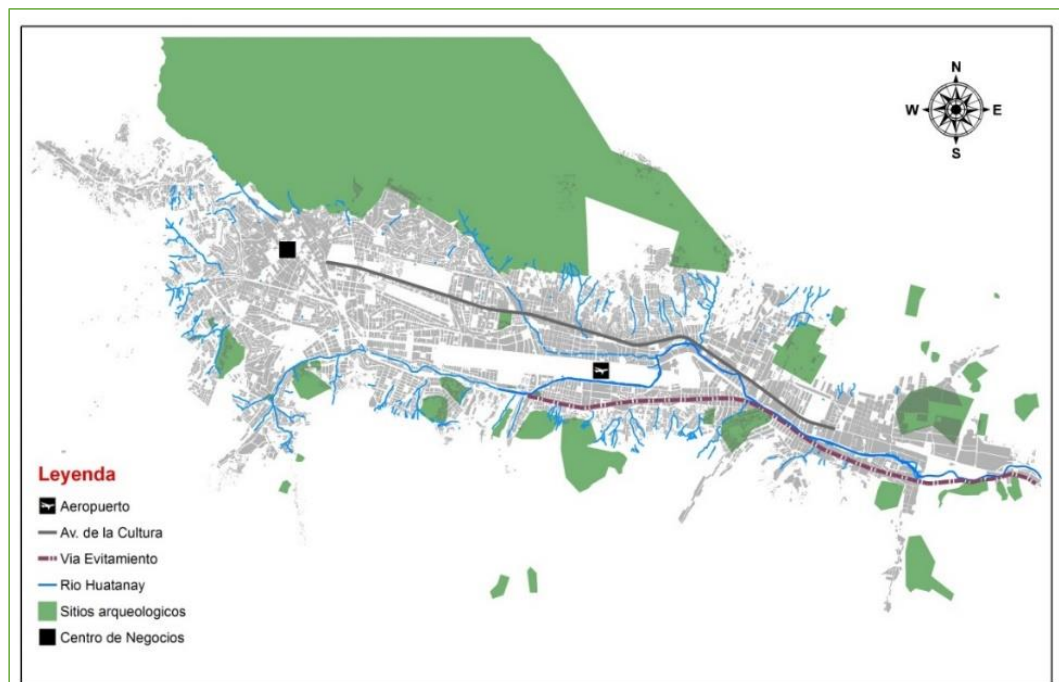 N
W
E
S
Leyenda
Aeropuerto
Av. de la Cultura
Via Evitamiento
Rio Huatanay
Sitios arqueologicos
Centro de Negocios